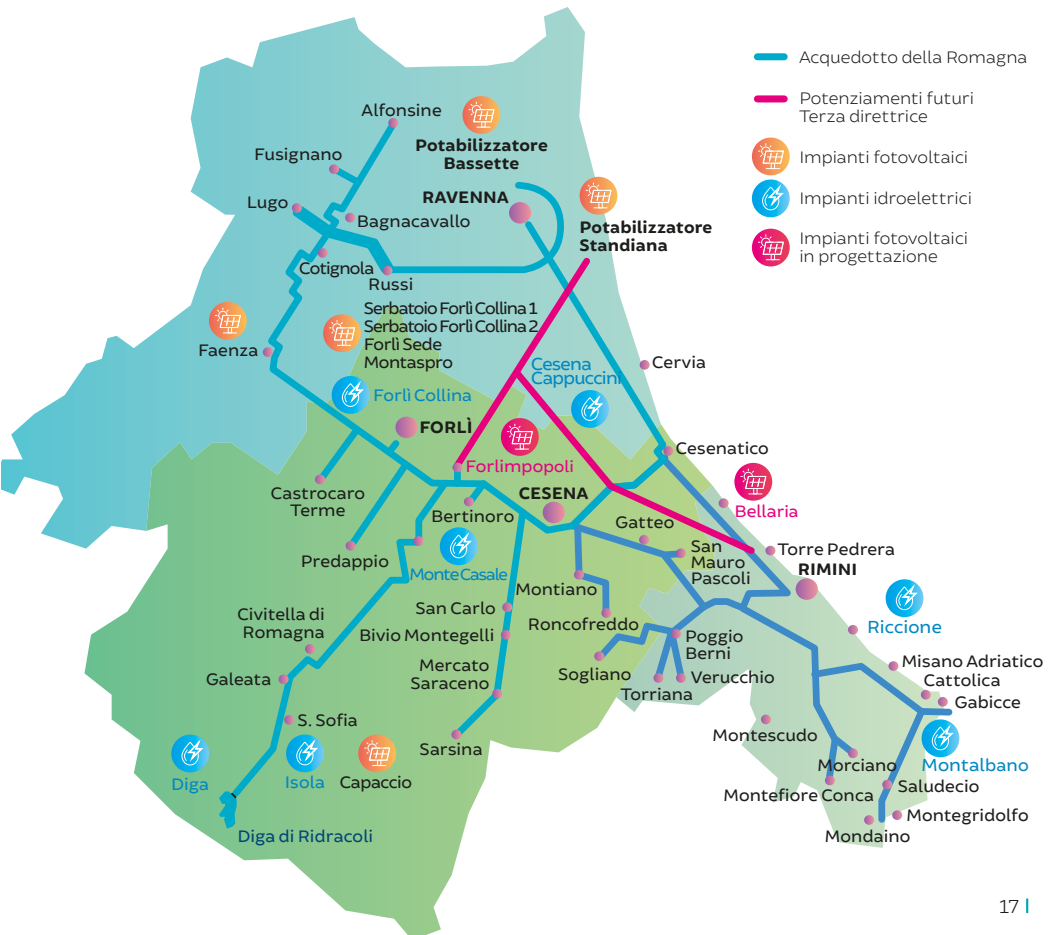 Acquedotto della Romagna
Potenziamenti futuri
Terza direttrice
Impianti fotovoltaici
Impianti idroelettrici
Impianti fotovoltaici
in progettazione
Alfonsine
Potabilizzatore
Bassette
Fusignano
Lugo
RAVENNA
Bagnacavallo
Potabilizzatore
Standiana
Cotignola
Russi
Serbatoio Forlì Collina 1
Serbatoio Forlì Collina 2
Forlì Sede
Montaspro
Faenza
Cesena
Cappuccini
Cervia
Forlì Collina
FORLÌ
Cesenatico
Forlimpopoli
Castrocaro
Terme
CESENA
Bertinoro
Bellaria
Gatteo
Predappio
San
Mauro
Pascoli
Torre Pedrera
RIMINI
Monte Casale
Montiano
San Carlo
Roncofreddo
Civitella di
Romagna
Bivio Montegelli
Riccione
Poggio
Berni
Mercato
Saraceno
Sogliano
Verucchio
Torriana
Misano Adriatico
Cattolica
Gabicce
Galeata
S. Sofia
Sarsina
Montescudo
Diga
Isola
Capaccio
Morciano
Montalbano
Montefiore Conca
Saludecio
Montegridolfo
Mondaino
Diga di Ridracoli
17 |